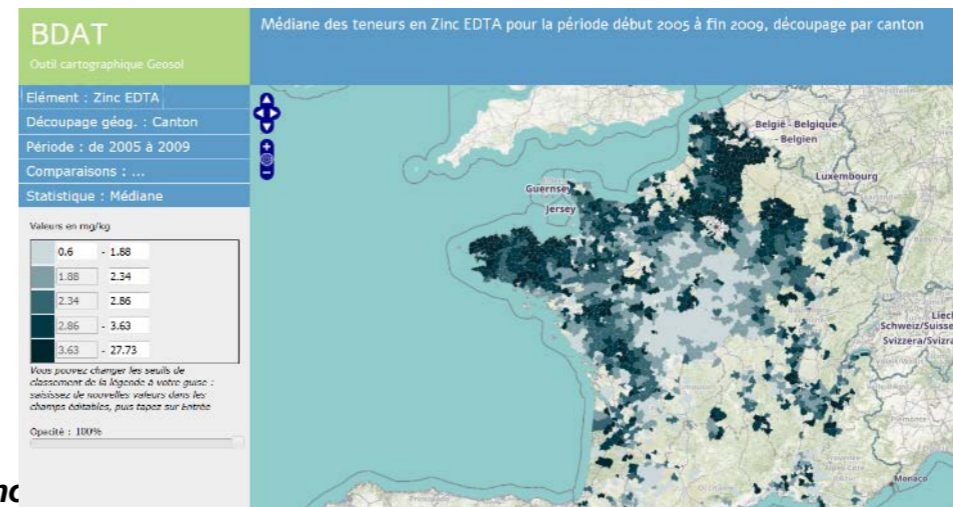 BDAT
Outil cartographique Geosol
Médiane des teneurs en Zinc EDTA pour la période début 2005 à fin 2009, découpage par canton
Elément : Zinc EDTA
Découpage géog. : Canton
Période : de 2005 à 2009
Comparaisons : ...
Statistique : Médiane
Valeurs en mg/kg
0.6 - 1.88
1.88 2.34
2.34 2.86
2.86 - 3.63
3.63 - 27.73
Vous pouvez changer les seuils de
classement de la légende à votre guise :
saisissez de nouvelles valeurs dans les
champs éditables, puis tapez sur Entrée
Opacité : 100%
België - Belgique
- Belgien
Luxembourg
Guernsey
Jersey
Liech
Schweiz/Suisse
Svizzera/Svizra
Monaco